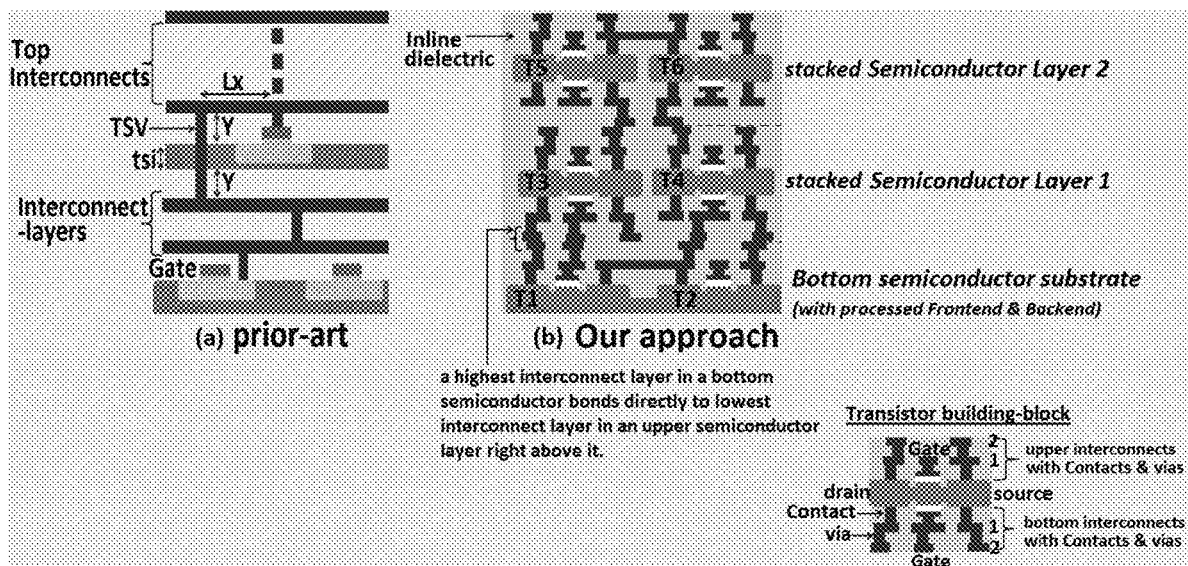 Top
Interconnects
Lx
TSV
Y
tsi
Y
Interconnect
-layers
Gate
(a) prior-art
Inline
dielectric
T5
T6
stacked Semiconductor Layer 2
T3
T4
stacked Semiconductor Layer 1
T1
T2
Bottom semiconductor substrate
(with processed Frontend & Backend)
(b) Our approach
a highest interconnect layer in a bottom
semiconductor bonds directly to lowest
interconnect layer in an upper semiconductor
layer right above it.
Transistor building-block
Gate
2
1
upper interconnects
with Contacts & vias
drain
source
Contact
via
1
2
bottom interconnects
with Contacts & vias
Gate